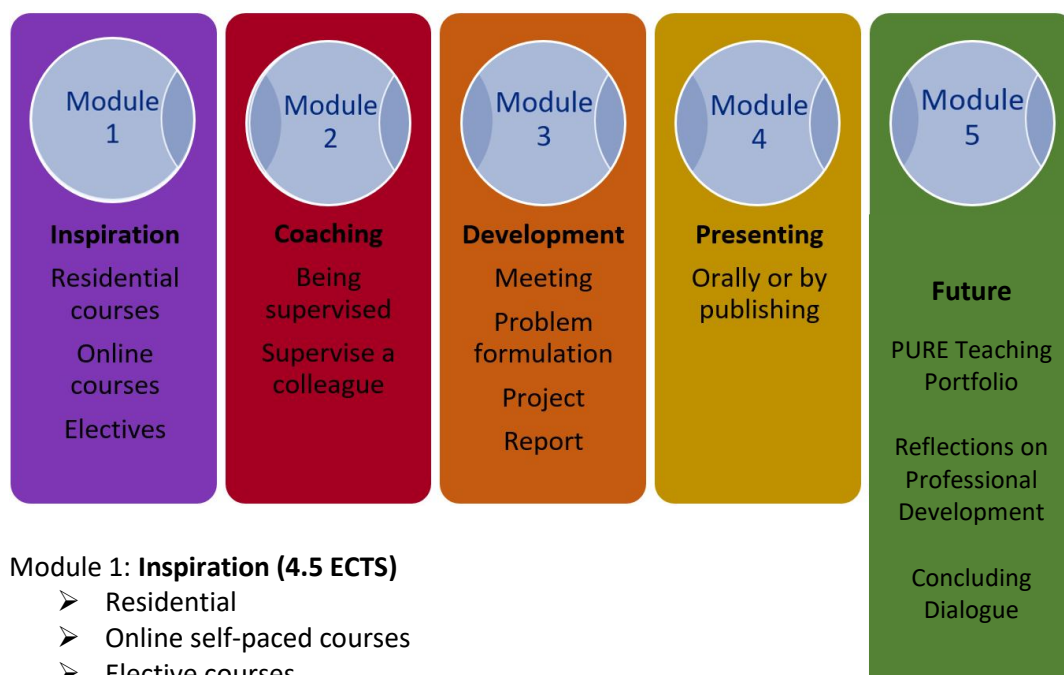 Module
1
Inspiration
Residential
courses
Online
courses
Electives
Module
2
Coaching
Being
supervised
Supervise a
colleague
Module
3
Development
Meeting
Problem
formulation
Project
Report
Module
4
Presenting
Orally or by
publishing
Module
5
Future
PURE Teaching
Portfolio
Reflections on
Professional
Development
Concluding
Dialogue
Module 1: Inspiration (4.5 ECTS)
➢ Residential
➢ Online self-paced courses
➢ Elective courses